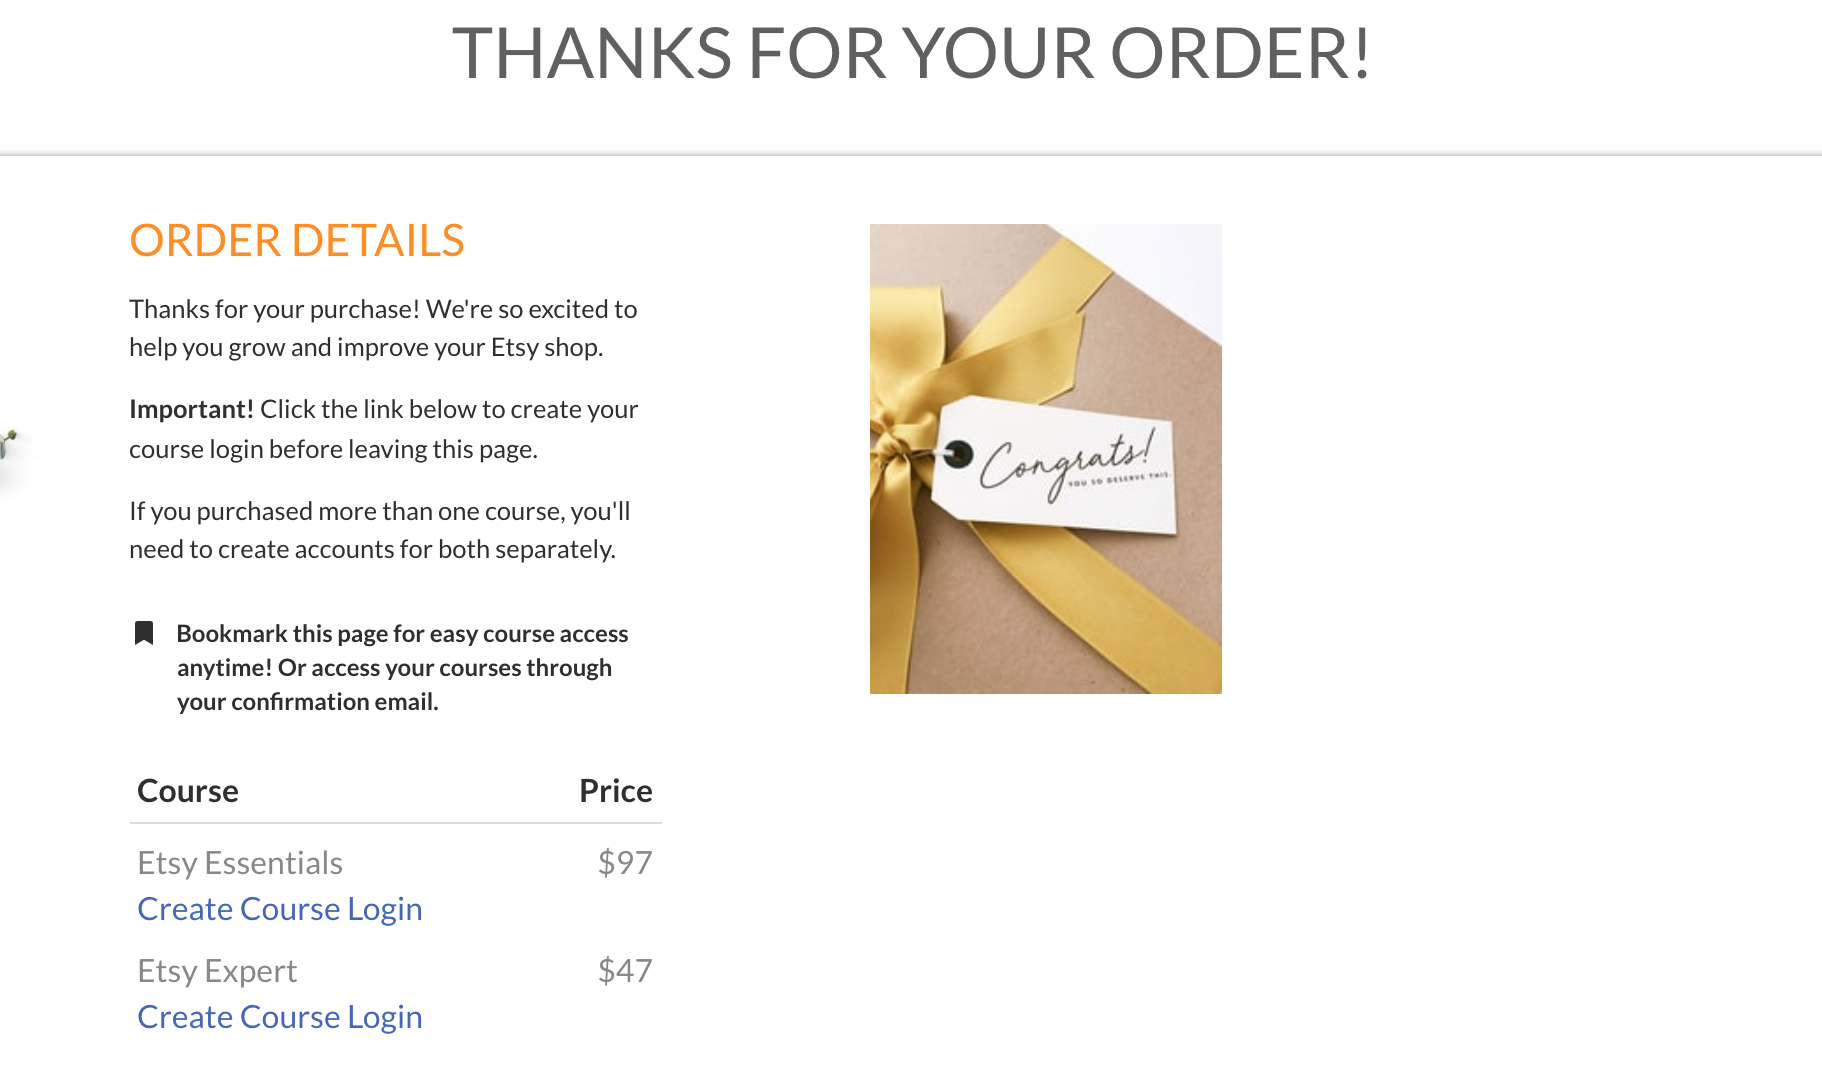 THANKS FOR YOUR ORDER!
ORDER DETAILS
Thanks for your purchase! We're so excited to
help you grow and improve your Etsy shop.
Important! Click the link below to create your
course login before leaving this page.
If you purchased more than one course, you'll
need to create accounts for both separately.
Bookmark this page for easy course access
anytime! Or access your courses through
your confirmation email.
Course Price
Etsy Essentials $97
Create Course Login
Etsy Expert $47
Create Course Login
Congrats!
YOU SO DESERVE THIS.